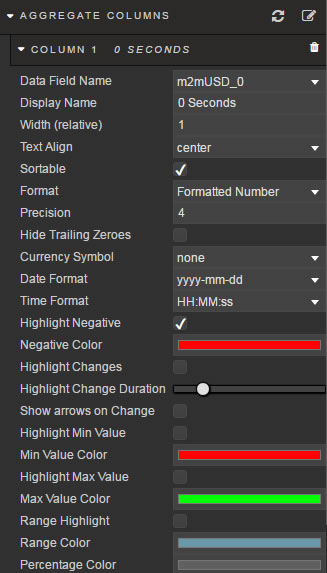 AGGREGATE COLUMNS
COLUMN 1 0 SECONDS
Data Field Name m2mUSD_0
Display Name 0 Seconds
Width (relative) 1
Text Align center
Sortable
Format Formatted Number
Precision 4
Hide Trailing Zeroes
Currency Symbol none
Date Format yyyy-mm-dd
Time Format HH:MM:ss
Highlight Negative
Negative Color
Highlight Changes
Highlight Change Duration
Show arrows on Change
Highlight Min Value
Min Value Color
Highlight Max Value
Max Value Color
Range Highlight
Range Color
Percentage Color